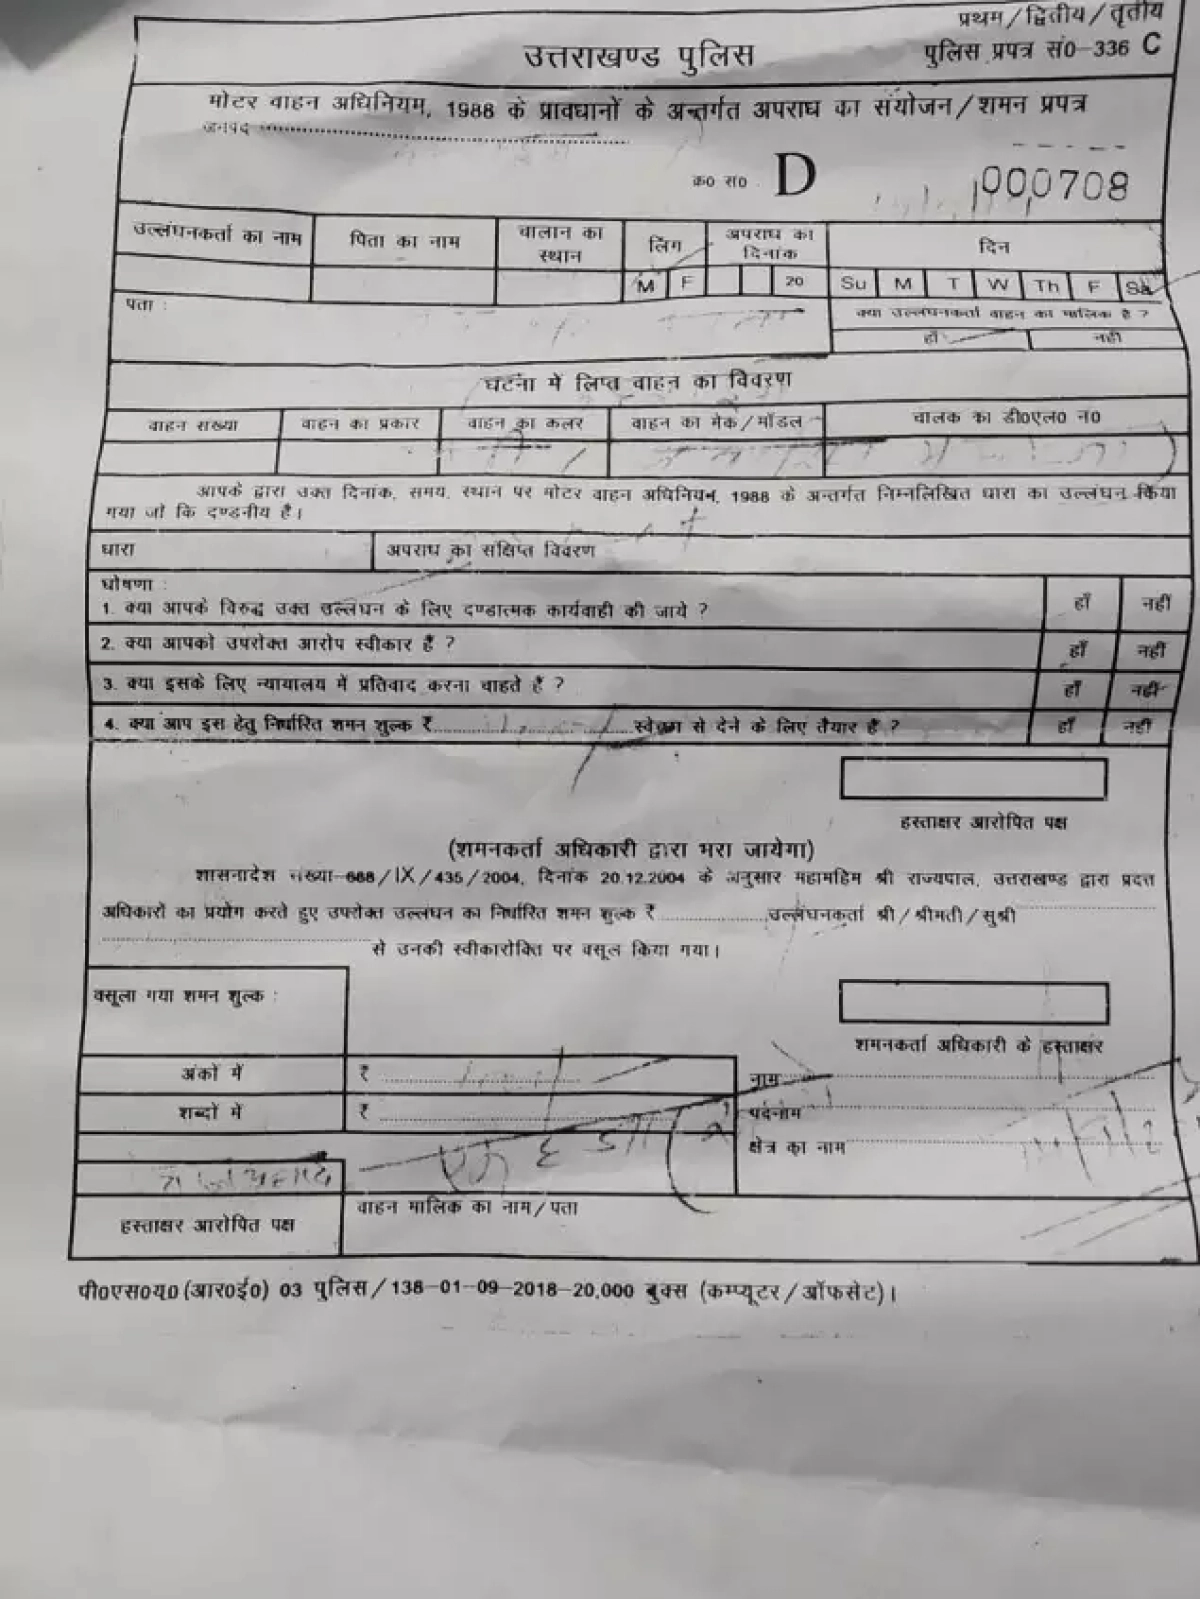 प्रथम/द्वितीय/तृतीय
उत्तराखण्ड पुलिस
पुलिस प्रपत्र सं0-336 C
मोटर वाहन अधिनियम, 1988 के प्रावधानों के अन्तर्गत अपराध का संयोजन/शमन प्रपत्र
जनपद
क्र0 स0 D 000708
उल्लंघनकर्ता का नाम पिता का नाम चालान का स्थान लिंग अपराध का दिनांक दिन
M F 20 Su M T W Th F Sa
पता :
क्या उल्लंघनकर्ता वाहन का मालिक है ?
हाँ नहीं
घटना में लिप्त वाहन का विवरण
वाहन संख्या वाहन का प्रकार वाहन का कलर वाहन का मेक/मॉडल चालक का डी0एल0 न0
आपके द्वारा उक्त दिनांक, समय, स्थान पर मोटर वाहन अधिनियम, 1988 के अन्तर्गत निम्नलिखित धारा का उल्लंघन किया
गया जो कि दण्डनीय है।
धारा अपराध का संक्षिप्त विवरण
घोषणा :
1. क्या आपके विरुद्ध उक्त उल्लंघन के लिए दण्डात्मक कार्यवाही की जाये ? हाँ नहीं
2. क्या आपको उपरोक्त आरोप स्वीकार हैं ? हाँ नहीं
3. क्या इसके लिए न्यायालय में प्रतिवाद करना चाहते हैं ? हाँ नहीं
4. क्या आप इस हेतु निर्धारित शमन शुल्क ₹ स्वेच्छा से देने के लिए तैयार हैं ? हाँ नहीं
हस्ताक्षर आरोपित पक्ष
(शमनकर्ता अधिकारी द्वारा भरा जायेगा)
शासनादेश संख्या-688/IX/435/2004, दिनांक 20.12.2004 के अनुसार महामहिम श्री राज्यपाल, उत्तराखण्ड द्वारा प्रदत्त
अधिकारों का प्रयोग करते हुए उपरोक्त उल्लंघन का निर्धारित शमन शुल्क ₹ उल्लंघनकर्ता श्री/श्रीमती/सुश्री
से उनकी स्वीकारोक्ति पर वसूल किया गया।
वसूला गया शमन शुल्क :
शमनकर्ता अधिकारी के हस्ताक्षर
अंकों में ₹ नाम
शब्दों में ₹ पदनाम
क्षेत्र का नाम
हस्ताक्षर आरोपित पक्ष वाहन मालिक का नाम/पता
पी0एस0यू0 (आर0ई0) 03 पुलिस/138-01-09-2018-20,000 बुक्स (कम्प्यूटर/ऑफसेट)।